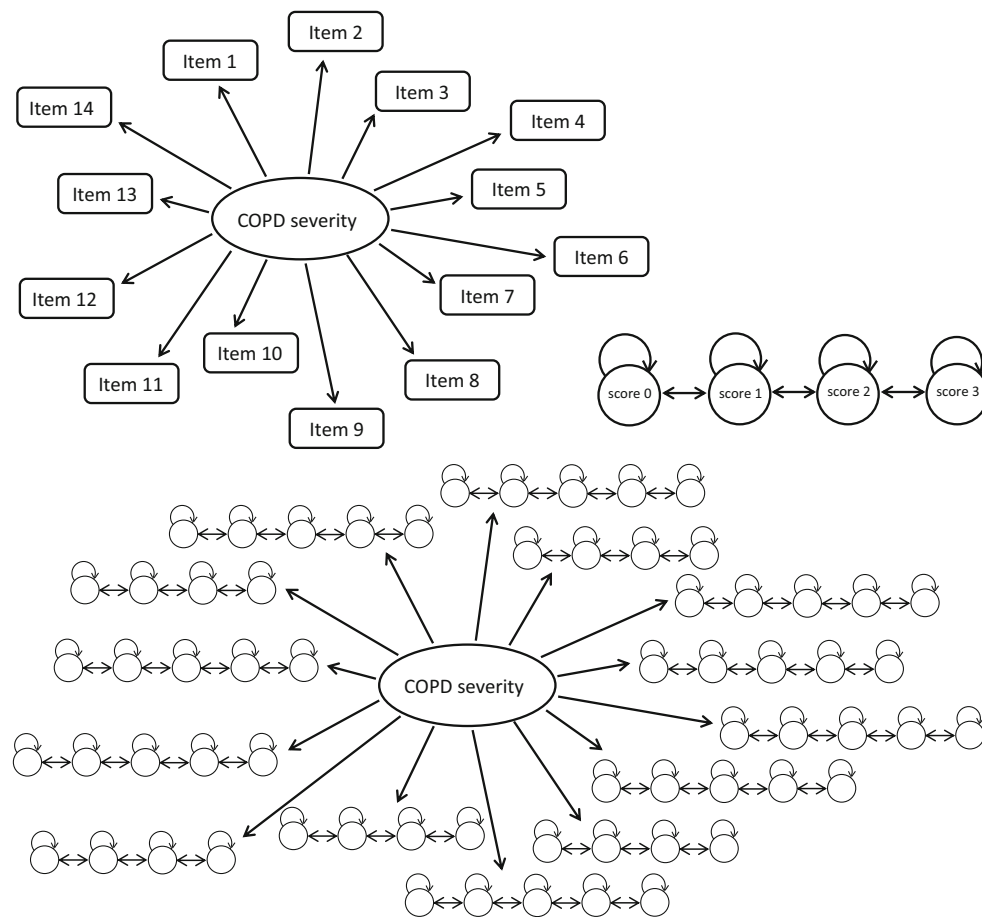 Item 2
Item 1
Item 3
Item 14
Item 4
Item 13
Item 5
COPD severity
Item 6
Item 12
Item 7
Item 10
Item 11
Item 8
Item 9
score 0
score 1
score 2
score 3
COPD severity